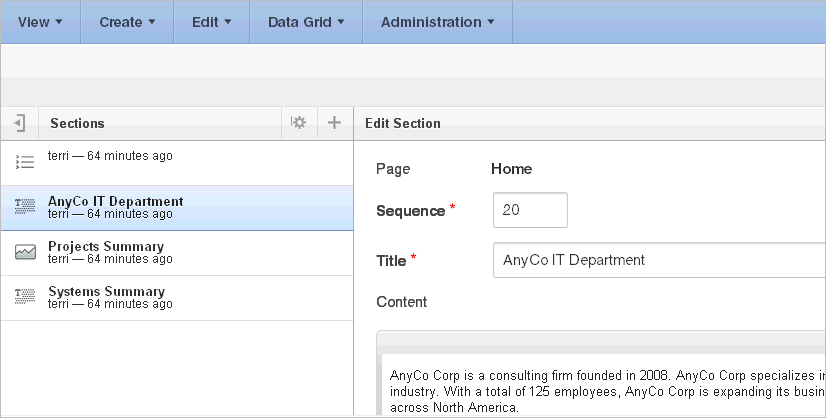 View Create Edit Data Grid Administration
Sections
terri — 64 minutes ago
AnyCo IT Department
terri — 64 minutes ago
Projects Summary
terri — 64 minutes ago
Systems Summary
terri — 64 minutes ago
Edit Section
Page Home
Sequence * 20
Title * AnyCo IT Department
Content
AnyCo Corp is a consulting firm founded in 2008. AnyCo Corp specializes in
industry. With a total of 125 employees, AnyCo Corp is expanding its
across North America.